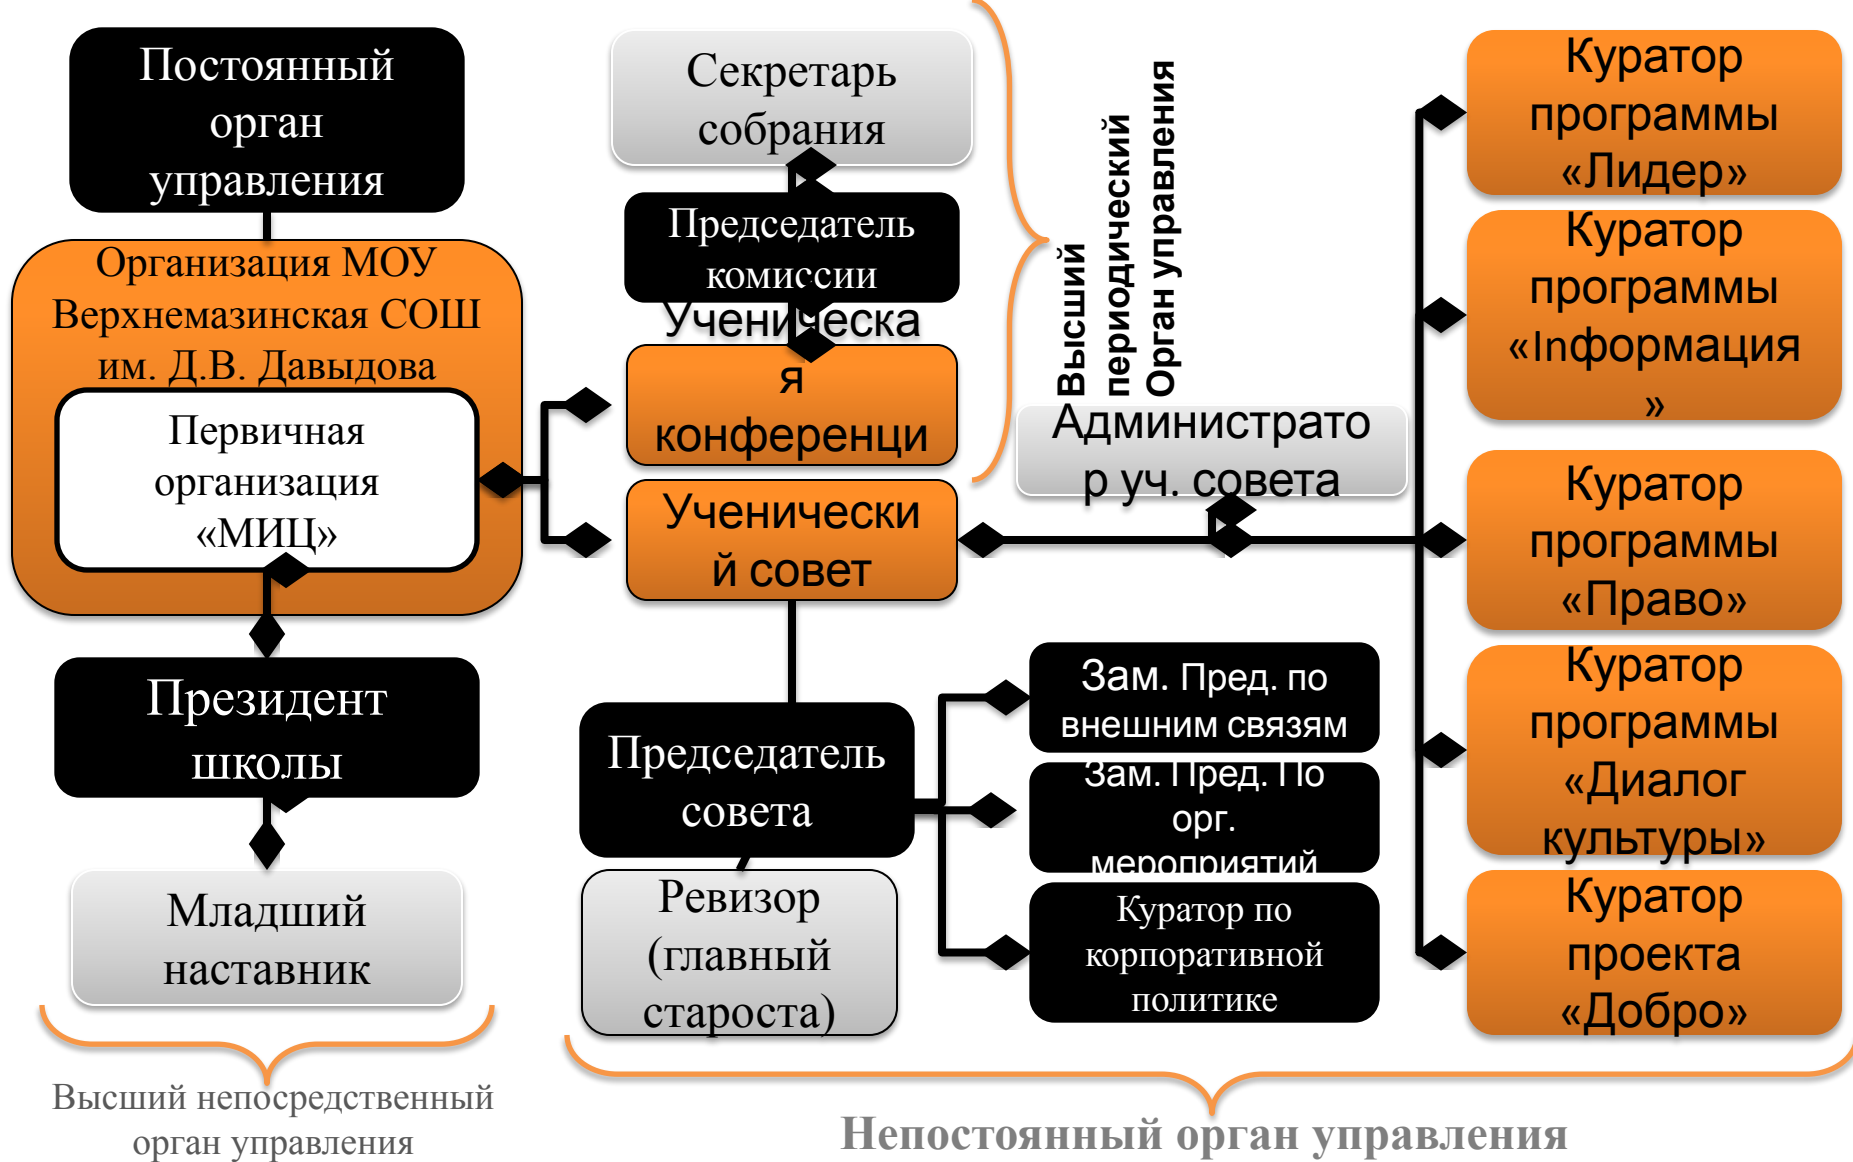 Постоянный
орган
управления
Организация МОУ
Верхнемазинская СОШ
им. Д.В. Давыдова
Первичная
организация
«МИЦ»
Президент
школы
Младший
наставник
Высший непосредственный
орган управления
Секретарь
собрания
Председатель
комиссии
Ученическа
я
конференци
Ученически
й совет
Председатель
совета
Ревизор
(главный
староста)
Высший
периодический
Орган управления
Администрато
р уч. совета
Зам. Пред. по
внешним связям
Зам. Пред. По
орг.
мероприятий
Куратор по
корпоративной
политике
Куратор
программы
«Лидер»
Куратор
программы
«Inформация
»
Куратор
программы
«Право»
Куратор
программы
«Диалог
культуры»
Куратор
проекта
«Добро»
Непостоянный орган управления